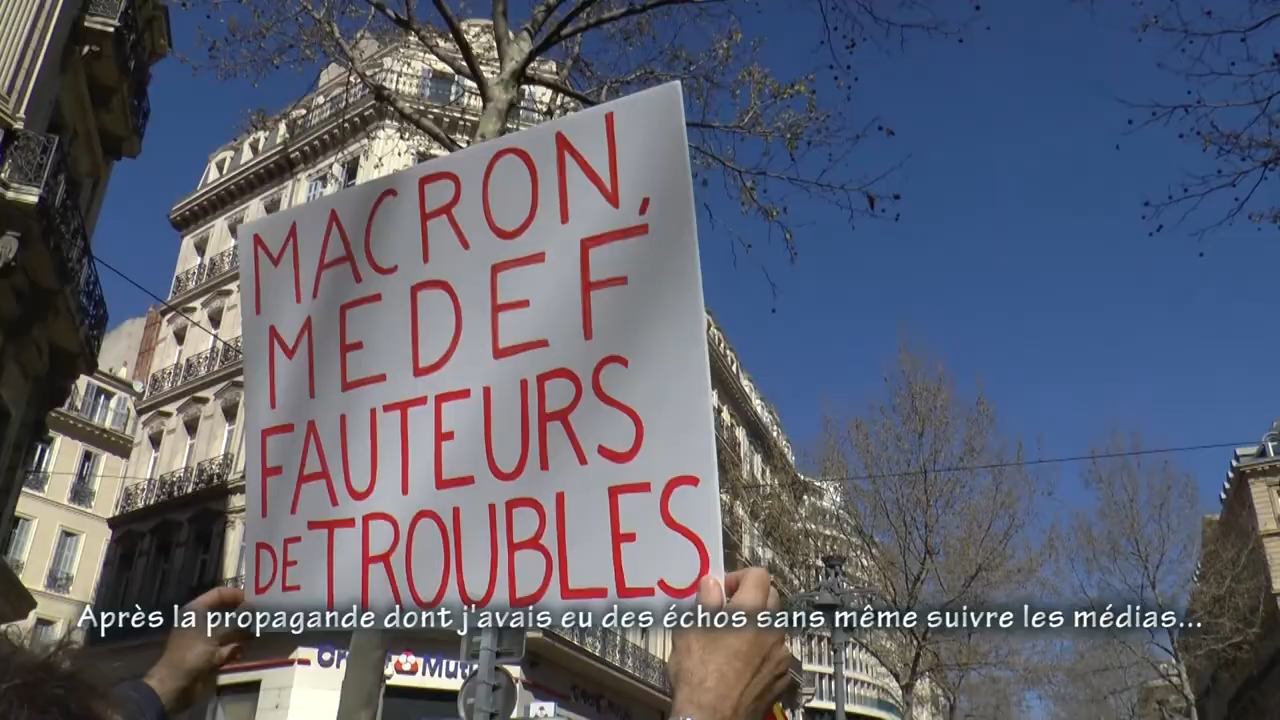 MACRON,
MEDEF
FAUTEURS
DE TROUBLES
Après la propagande dont j'avais eu des échos sans même suivre les médias...